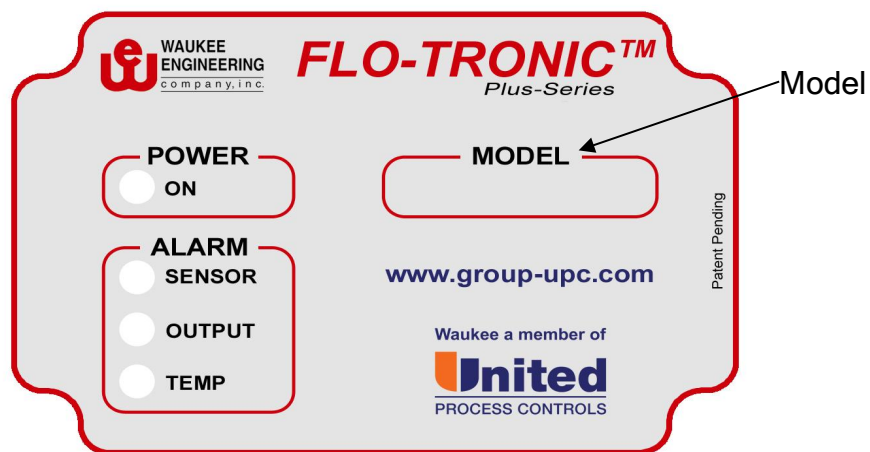 WAUKEE
ENGINEERING
company, inc.
FLO-TRONIC™
Plus-Series
Model
POWER
ON
MODEL
ALARM
SENSOR
OUTPUT
TEMP
www.group-upc.com
Patent Pending
Waukee a member of
United
PROCESS CONTROLS